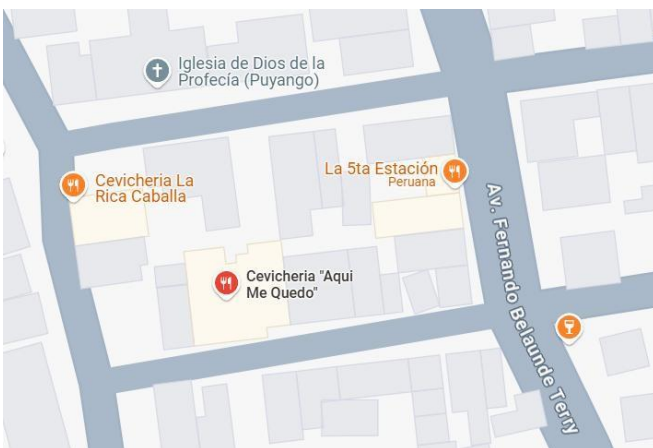 Iglesia de Dios de la
Profecía (Puyango)
Cevicheria La
Rica Caballa
La 5ta Estación
Peruana
Av. Fernando Belaunde Terry
Cevicheria "Aqui
Me Quedo"